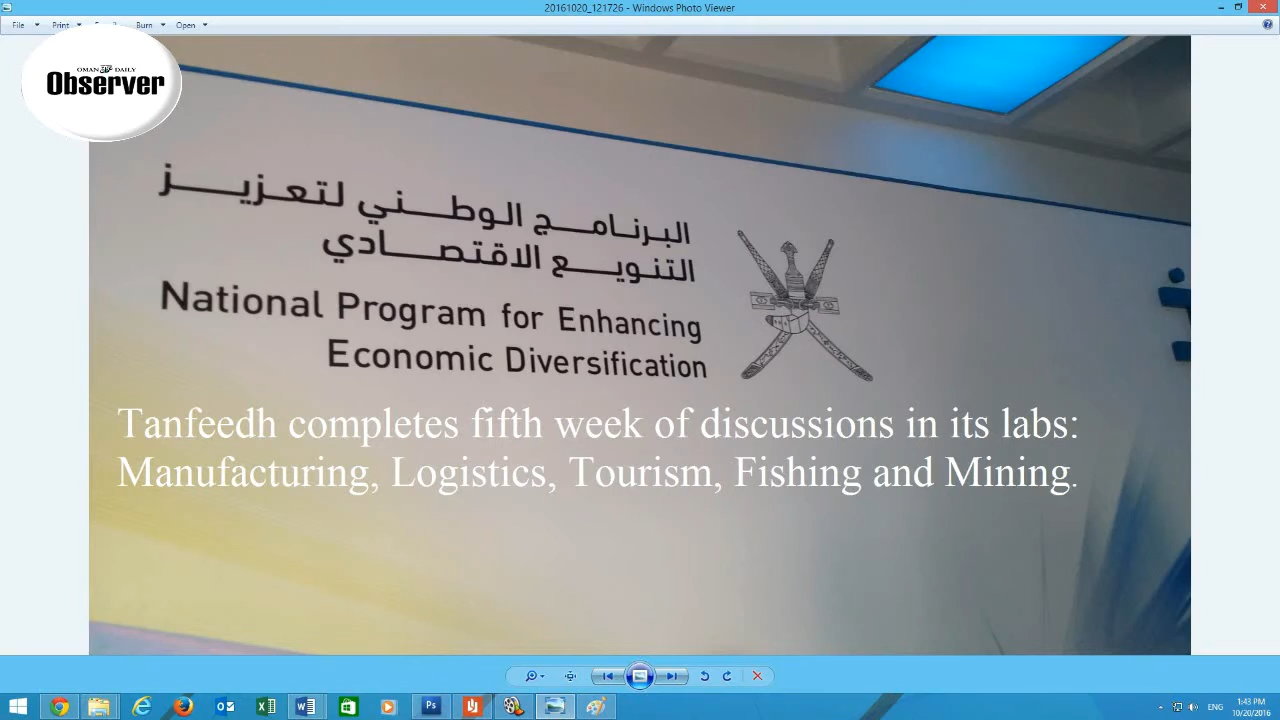 20161020_121726 - Windows Photo Viewer
File Print Burn Open
OMAN DAILY
Observer
البرنامج الوطني لتعزيز
التنويع الاقتصادي
National Program for Enhancing
Economic Diversification
Tanfeedh completes fifth week of discussions in its labs:
Manufacturing, Logistics, Tourism, Fishing and Mining.
ENG
1:43 PM
10/20/2016